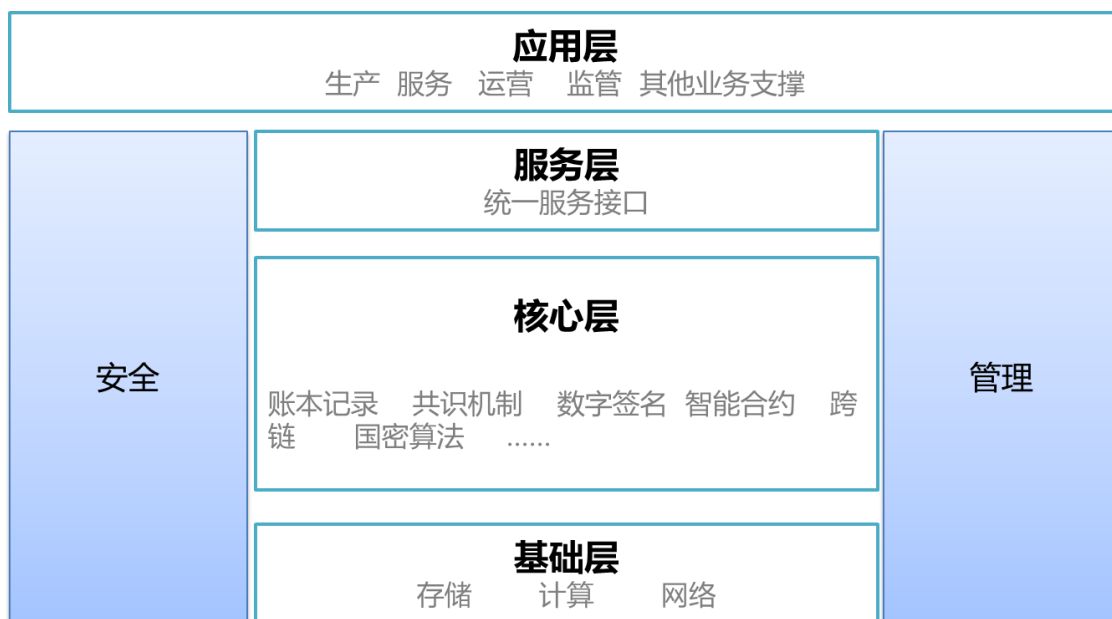 应用层
生产 服务 运营 监管 其他业务支撑
安全
服务层
统一服务接口
核心层
账本记录 共识机制 数字签名 智能合约 跨
链 国密算法 ……
基础层
存储 计算 网络
管理